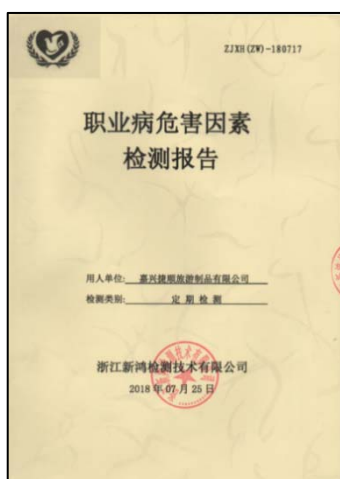 ZJXH(ZW)-180717
职业病危害因素
检测报告
用人单位: 嘉兴捷顺旅游制品有限公司
检测类别: 定期检测
浙江新鸿检测技术有限公司
2018年07月25日